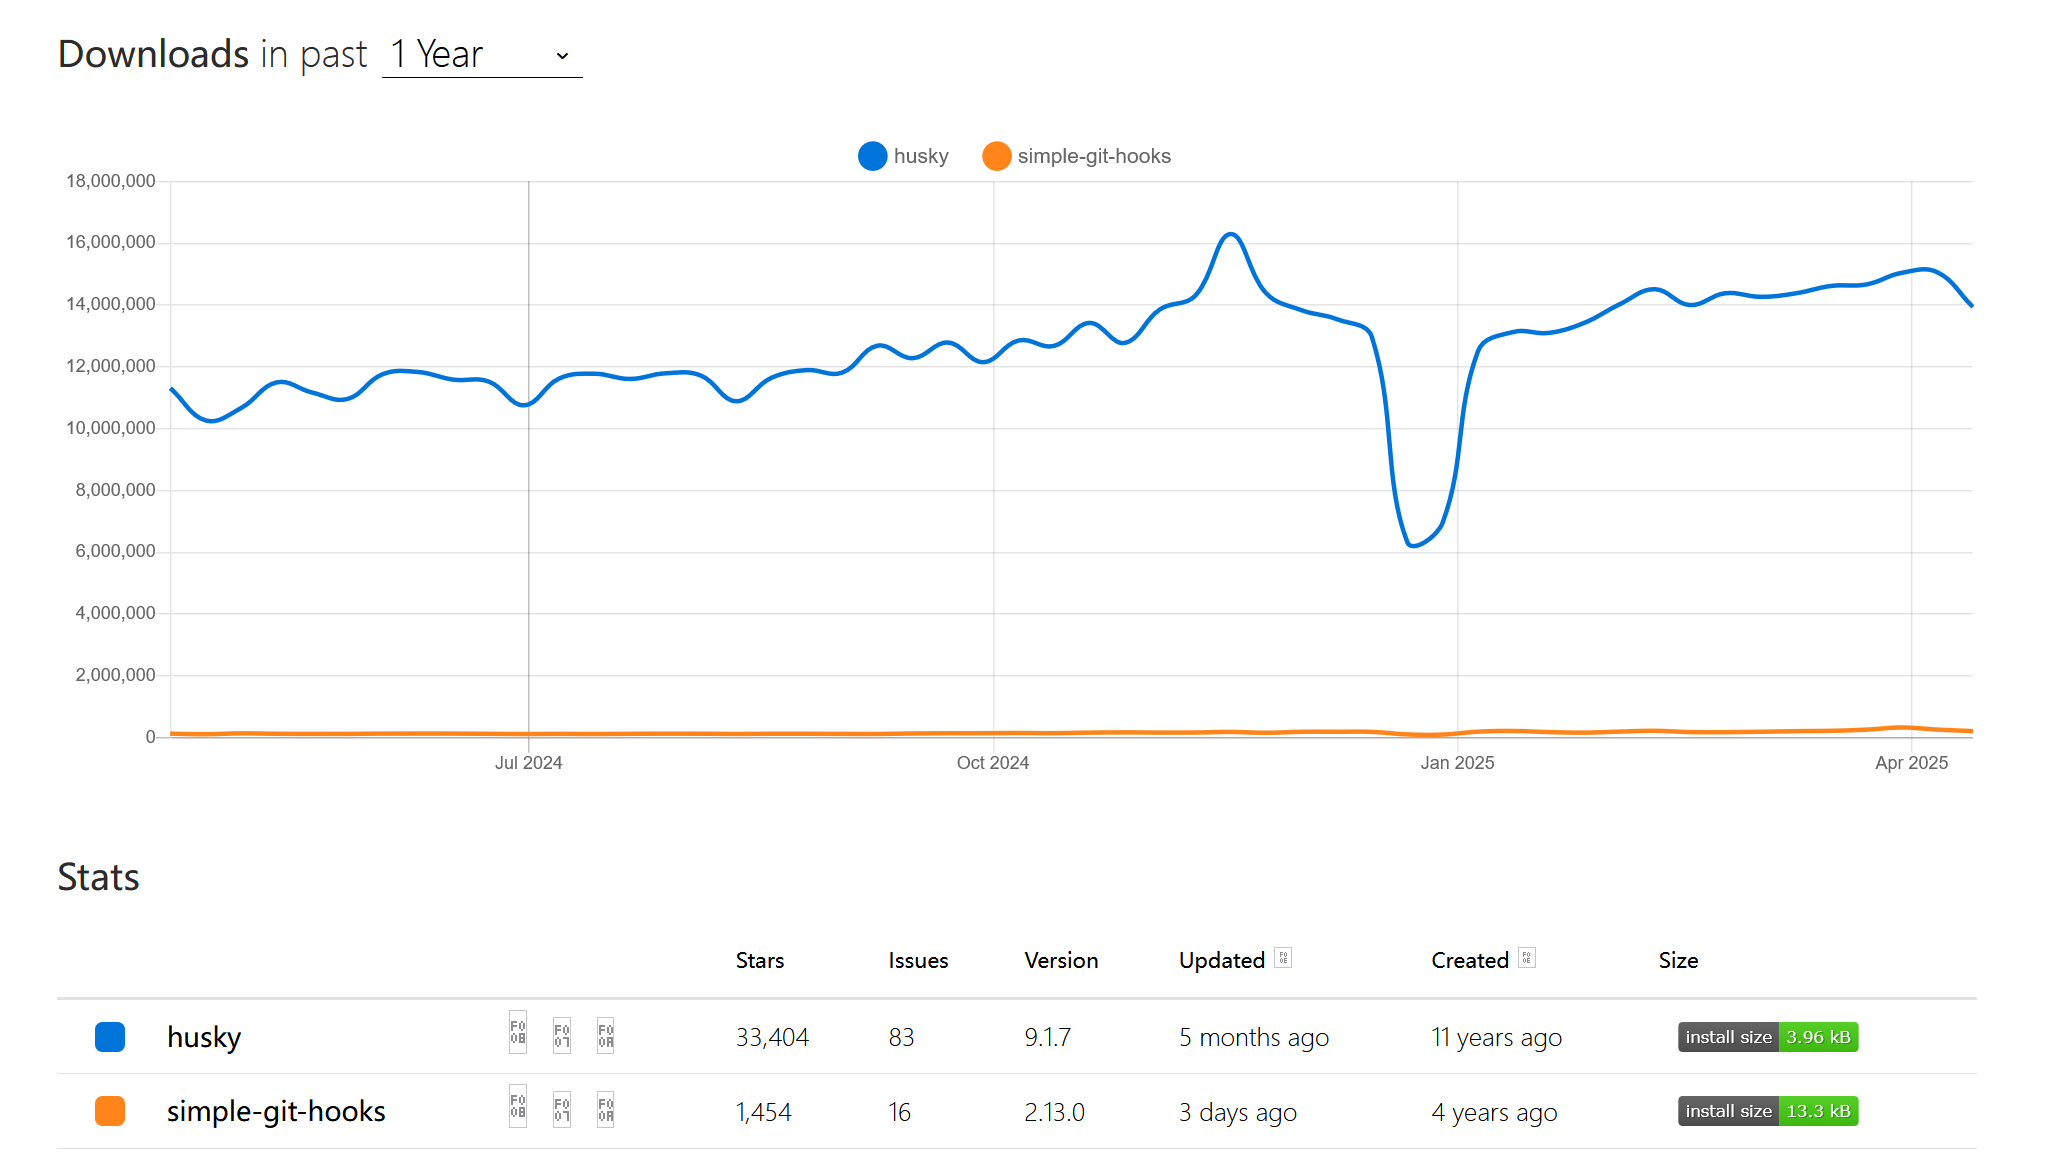 Downloads in past 1 Year
husky simple-git-hooks
18,000,000
16,000,000
14,000,000
12,000,000
10,000,000
8,000,000
6,000,000
4,000,000
2,000,000
0
Jul 2024 Oct 2024 Jan 2025 Apr 2025
Stats
Stars Issues Version Updated Created Size
husky 33,404 83 9.1.7 5 months ago 11 years ago install size 3.96 kB
simple-git-hooks 1,454 16 2.13.0 3 days ago 4 years ago install size 13.3 kB